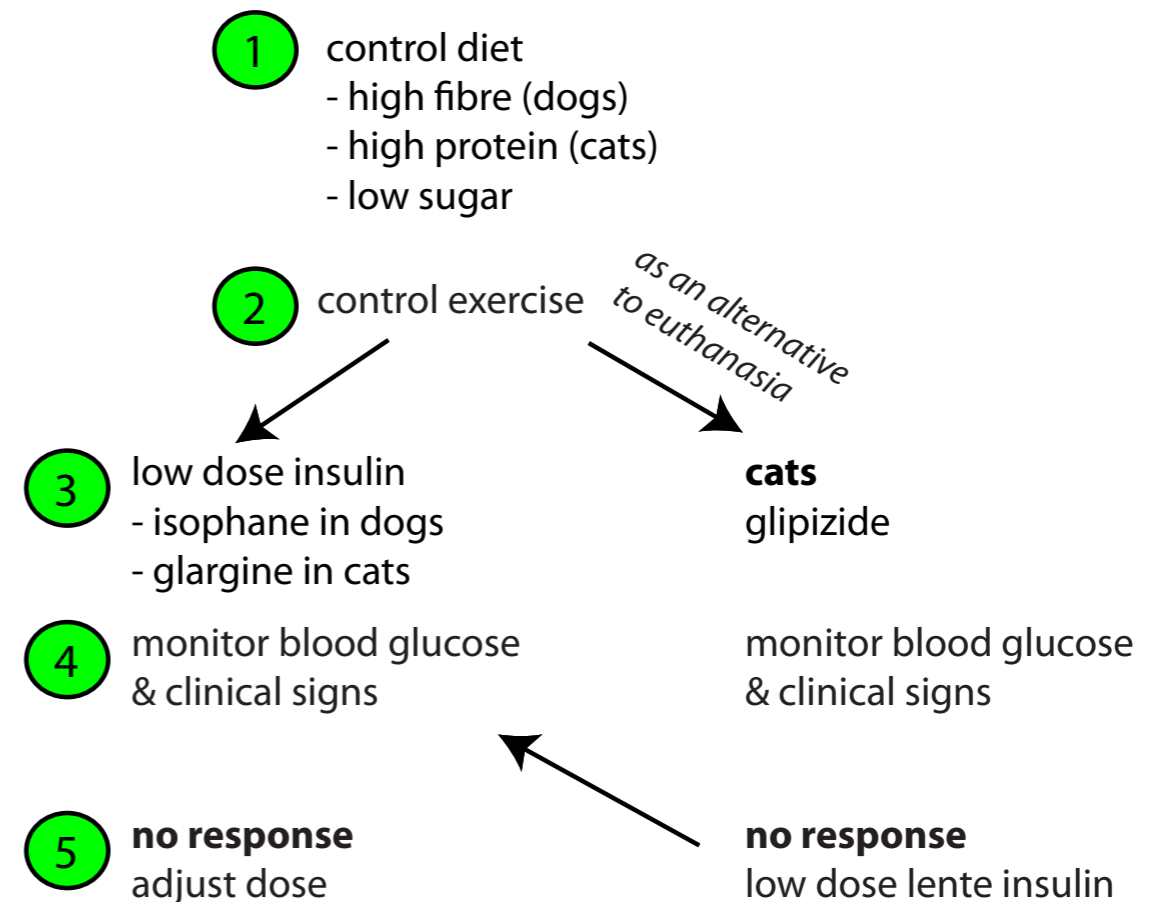 1 control diet
- high fibre (dogs)
- high protein (cats)
- low sugar
2 control exercise
as an alternative
to euthanasia
3 low dose insulin
- isophane in dogs
- glargine in cats
cats
glipizide
4 monitor blood glucose
& clinical signs
monitor blood glucose
& clinical signs
5 no response
adjust dose
no response
low dose lente insulin